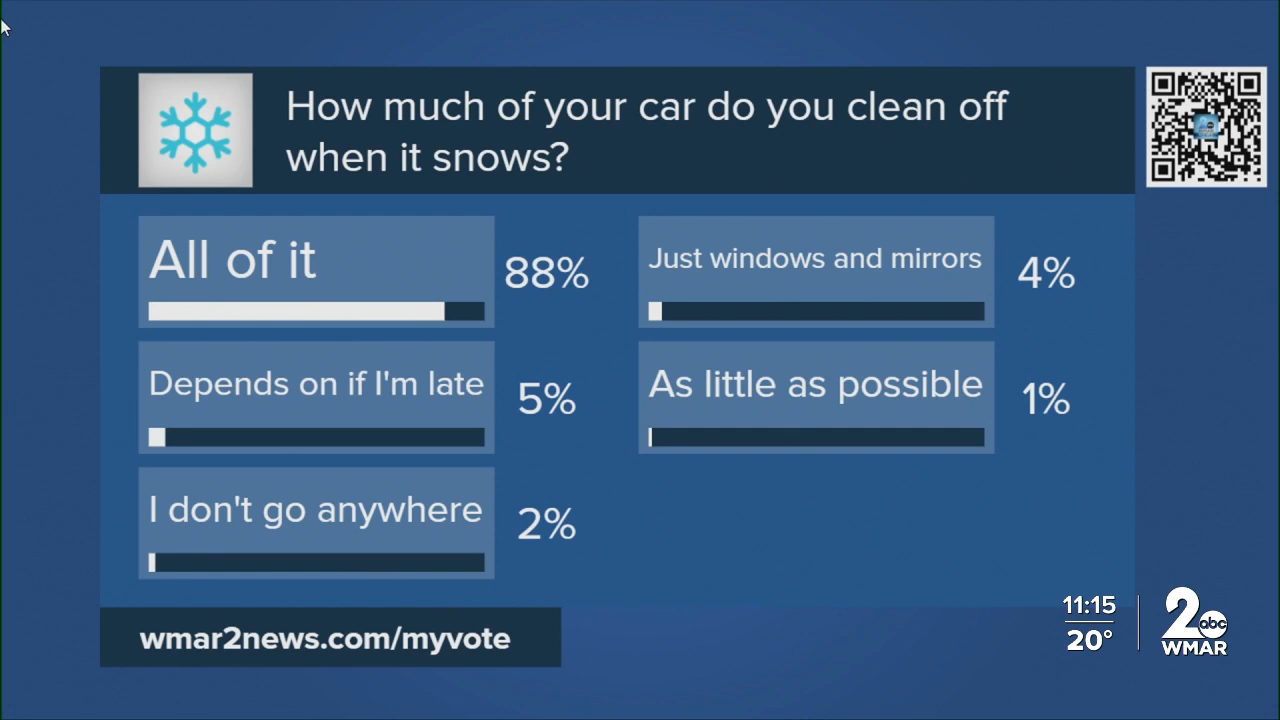 How much of your car do you clean off
when it snows?
All of it
88%
Just windows and mirrors
4%
Depends on if I'm late
5%
As little as possible
1%
I don't go anywhere
2%
wmar2news.com/myvote
11:15
20°
2
abc
WMAR